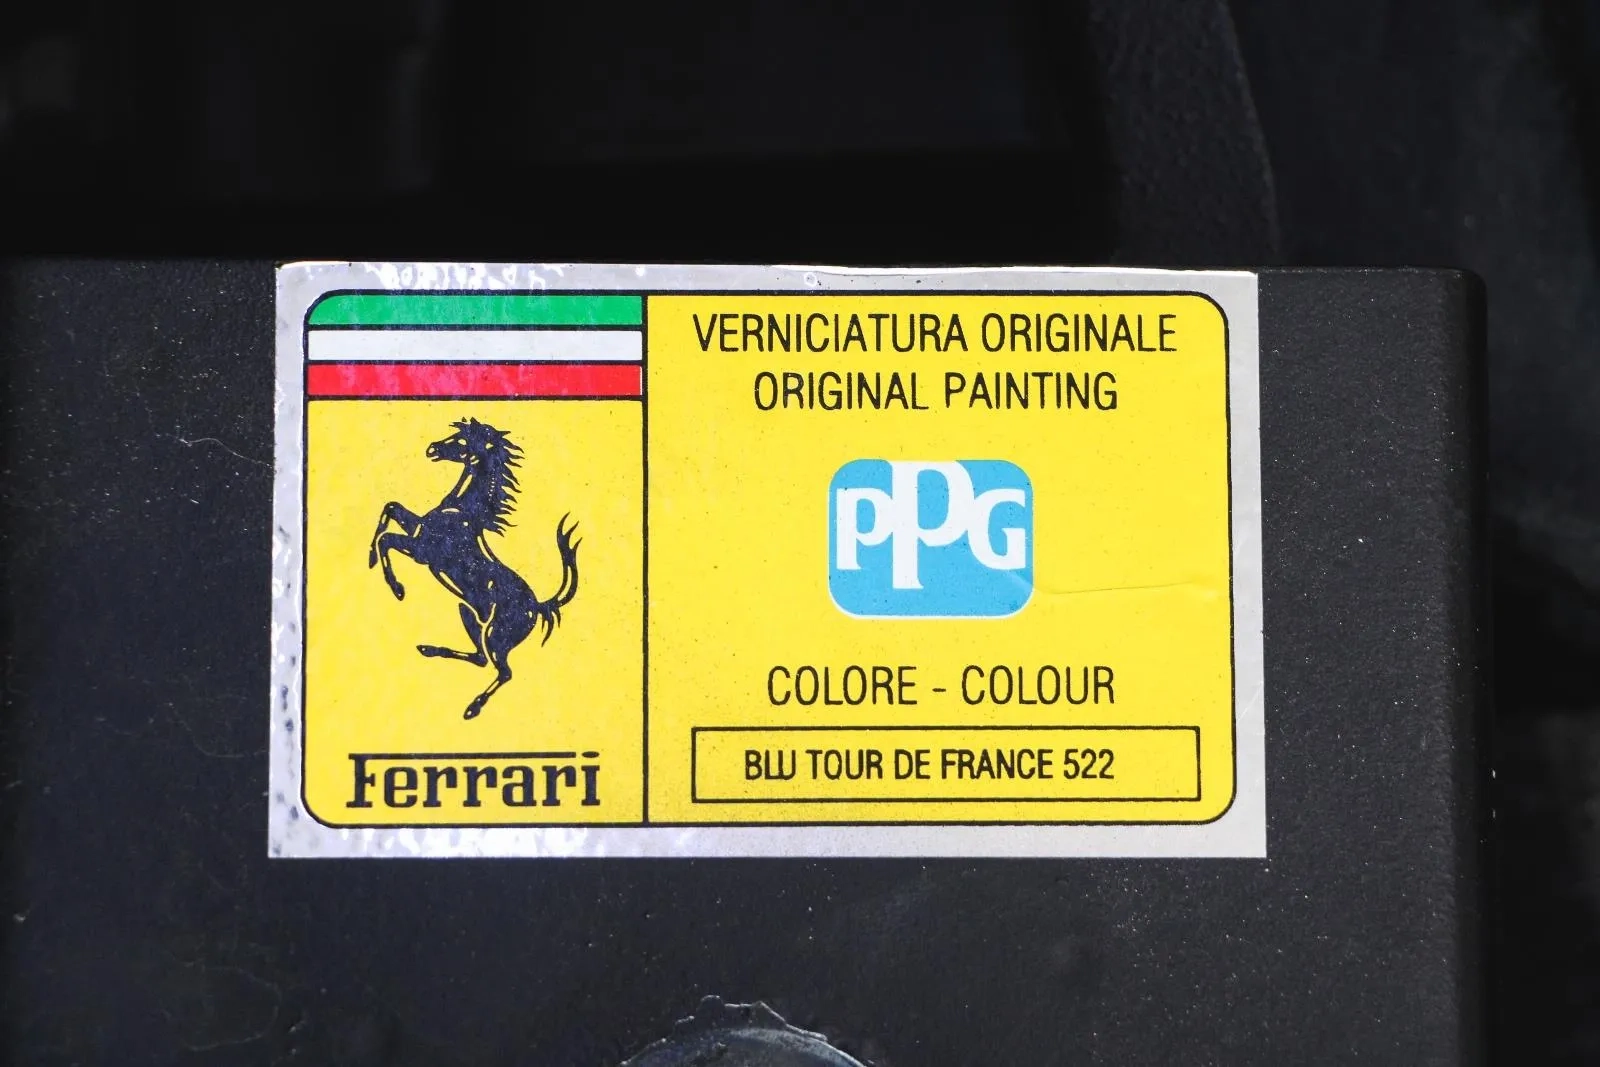 VERNICIATURA ORIGINALE
ORIGINAL PAINTING
PPG
COLORE - COLOUR
BLU TOUR DE FRANCE 522
Ferrari